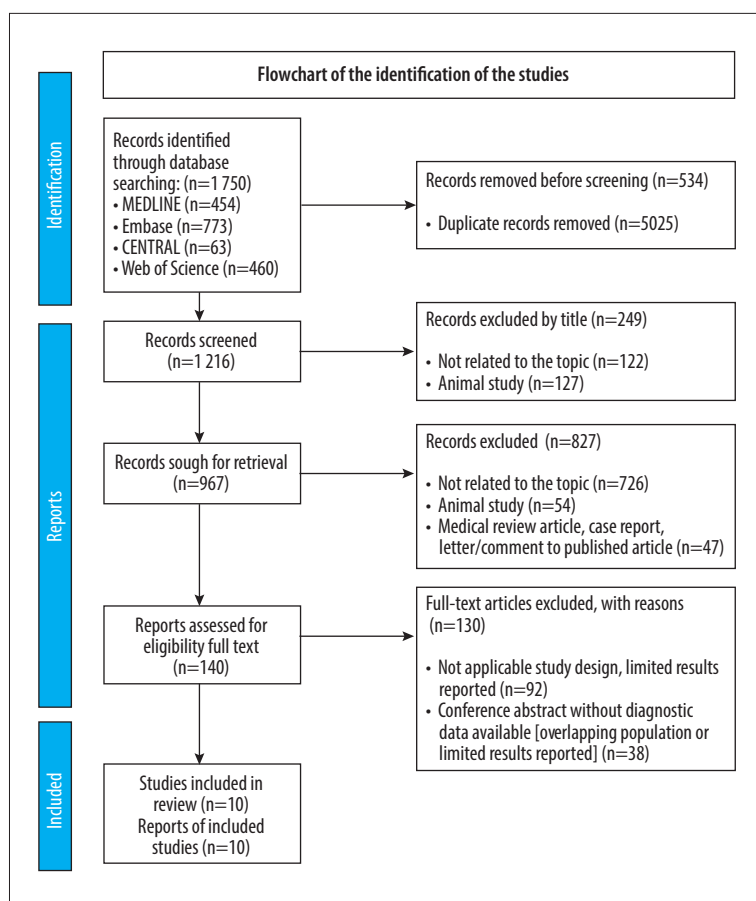 Flowchart of the identification of the studies
Identification
Records identified
through database
searching: (n=1 750)
• MEDLINE (n=454)
• Embase (n=773)
• CENTRAL (n=63)
• Web of Science (n=460)
Records removed before screening (n=534)
• Duplicate records removed (n=5025)
Reports
Records screened
(n=1 216)
Records excluded by title (n=249)
• Not related to the topic (n=122)
• Animal study (n=127)
Records sough for retrieval
(n=967)
Records excluded (n=827)
• Not related to the topic (n=726)
• Animal study (n=54)
• Medical review article, case report,
letter/comment to published article (n=47)
Reports assessed for
eligibility full text
(n=140)
Full-text articles excluded, with reasons
(n=130)
• Not applicable study design, limited results
reported (n=92)
• Conference abstract without diagnostic
data available [overlapping population or
limited results reported] (n=38)
Included
Studies included in
review (n=10)
Reports of included
studies (n=10)